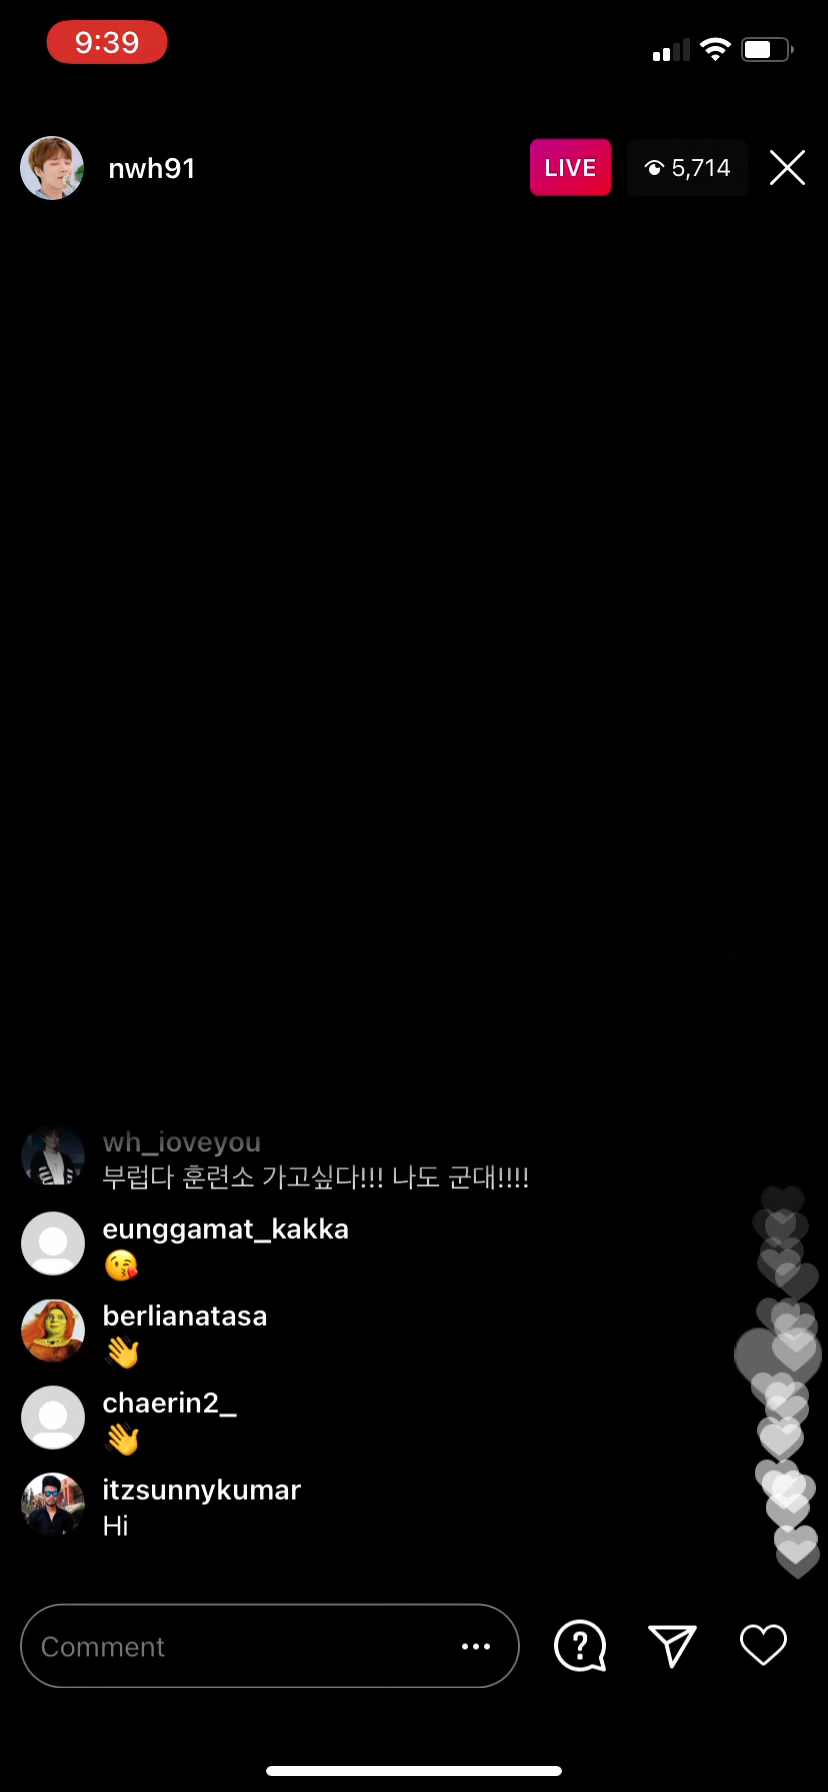 9:39
nwh91
LIVE
5,714
wh_ioveyou
부럽다 훈련소 가고싶다!!! 나도 군대!!!!
eunggamat_kakka
😘
berlianatasa
👋
chaerin2_
👋
itzsunnykumar
Hi
Comment